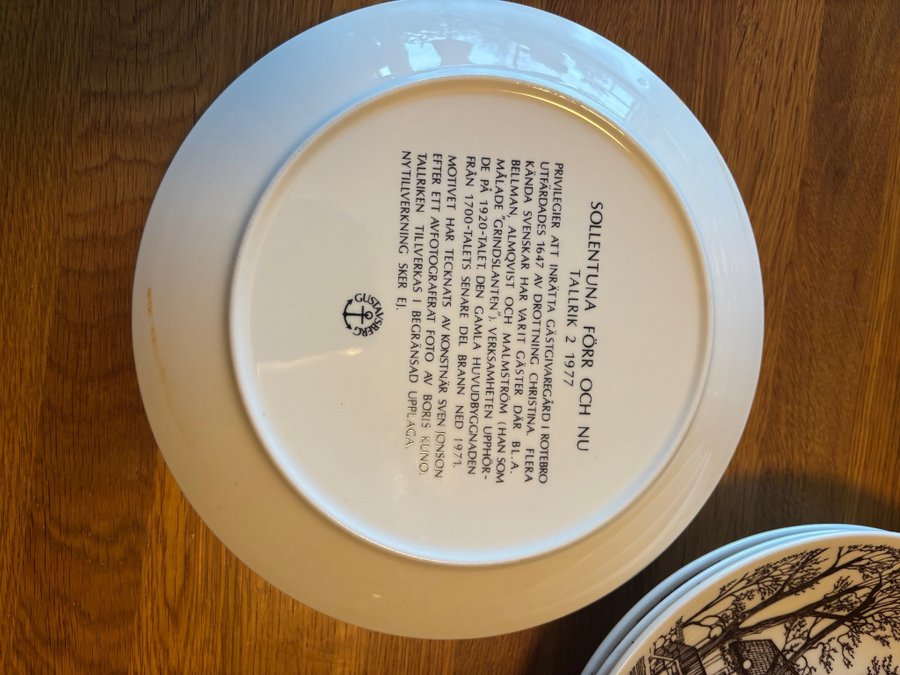 SOLLENTUNA FÖRR OCH NU
TALLRIK 2 1977
PRIVILEGIER ATT INRÄTTA GÄSTGIVAREGÅRD I ROTEBRO
UTFÄRDADES 1647 AV DROTTNING CHRISTINA. FLERA
KÄNDA SVENSKAR HAR VARIT GÄSTER DÄR BL.A.
BELLMAN, ALMQVIST OCH MALMSTRÖM (HAN SOM
MÅLADE "GRINDSLANTEN"). VERKSAMHETEN UPPHÖR-
DE PÅ 1920-TALET. DEN GAMLA HUVUDBYGGNADEN
FRÅN 1700-TALETS SENARE DEL BRANN NED 1971.
MOTIVET HAR TECKNATS AV KONSTNÄR SVEN JONSON
EFTER ETT AVFOTOGRAFERAT FOTO AV BORIS KUNO.
TALLRIKEN TILLVERKAS I BEGRÄNSAD UPPLAGA.
NYTILLVERKNING SKER EJ.
GUSTAVSBERG